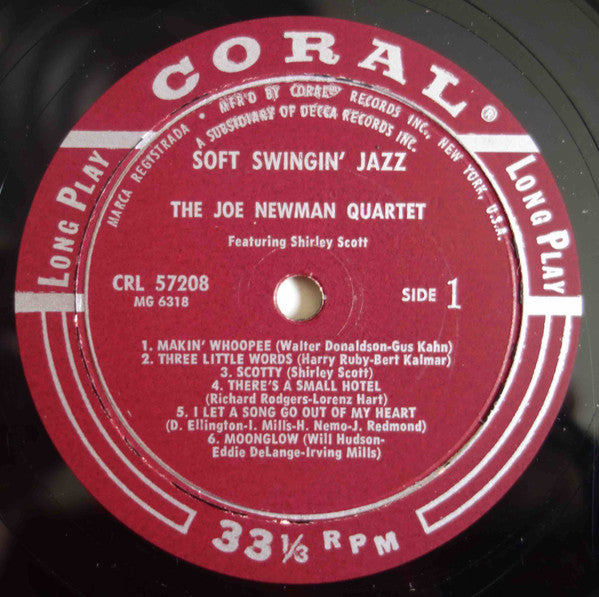 CORAL®
MARCA REGISTRADA • MFR'D BY CORAL RECORDS INC., NEW YORK, U.S.A.
A SUBSIDIARY OF DECCA RECORDS INC.
LONG PLAY
LONG PLAY
SOFT SWINGIN' JAZZ
THE JOE NEWMAN QUARTET
Featuring Shirley Scott
CRL 57208
MG 6318
SIDE 1
1. MAKIN' WHOOPEE (Walter Donaldson-Gus Kahn)
2. THREE LITTLE WORDS (Harry Ruby-Bert Kalmar)
3. SCOTTY (Shirley Scott)
4. THERE'S A SMALL HOTEL
(Richard Rodgers-Lorenz Hart)
5. I LET A SONG GO OUT OF MY HEART
(D. Ellington-I. Mills-H. Nemo-J. Redmond)
6. MOONGLOW (Will Hudson-
Eddie DeLange-Irving Mills)
33 1/3 RPM